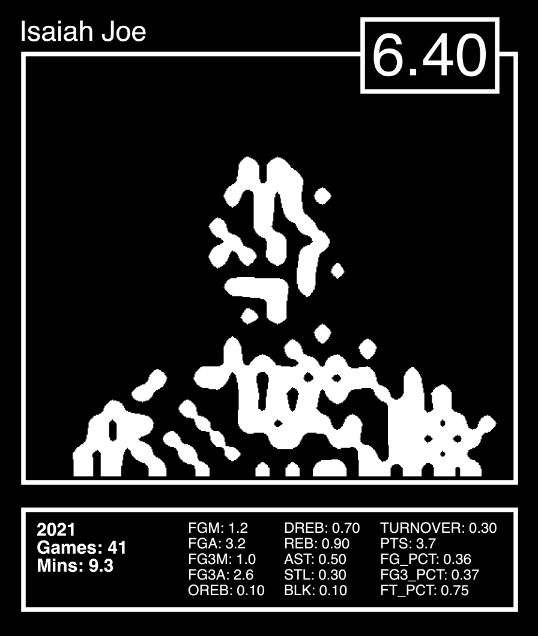 Isaiah Joe
6.40
2021
Games: 41
Mins: 9.3
FGM: 1.2
FGA: 3.2
FG3M: 1.0
FG3A: 2.6
OREB: 0.10
DREB: 0.70
REB: 0.90
AST: 0.50
STL: 0.30
BLK: 0.10
TURNOVER: 0.30
PTS: 3.7
FG_PCT: 0.36
FG3_PCT: 0.37
FT_PCT: 0.75